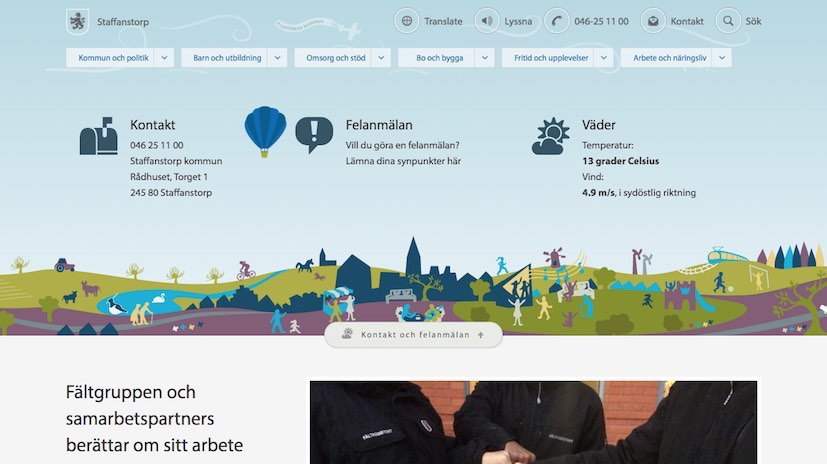 Staffanstorp
Framtidens kommun
Translate
Lyssna
046-25 11 00
Kontakt
Sök
Kommun och politik
Barn och utbildning
Omsorg och stöd
Bo och bygga
Fritid och upplevelser
Arbete och näringsliv
Kontakt
046 25 11 00
Staffanstorp kommun
Rådhuset, Torget 1
245 80 Staffanstorp
Felanmälan
Vill du göra en felanmälan?
Lämna dina synpunkter här
Väder
Temperatur:
13 grader Celsius
Vind:
4.9 m/s, i sydöstlig riktning
Kontakt och felanmälan
Fältgruppen och
samarbetspartners
berättar om sitt arbete